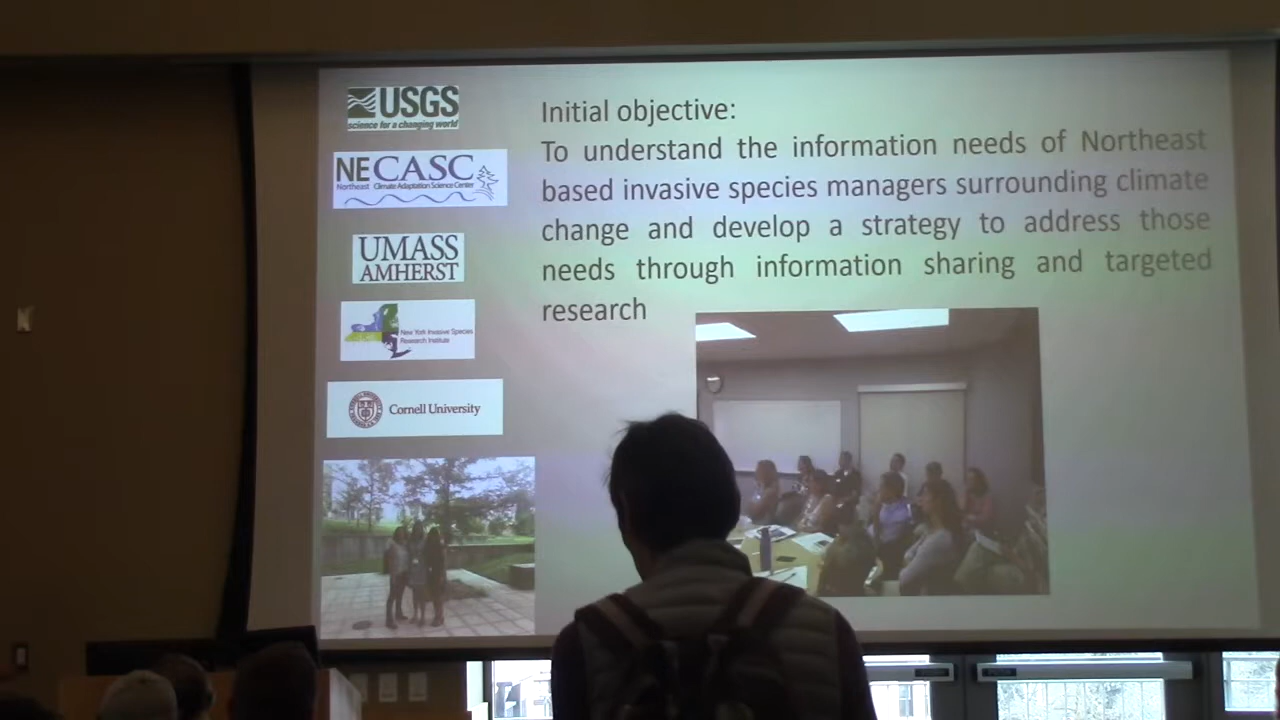 USGS
science for a changing world
NE CASC
Northeast Climate Adaptation Science Center
UMASS
AMHERST
New York Invasive Species
Research Institute
Cornell University
Initial objective:
To understand the information needs of Northeast
based invasive species managers surrounding climate
change and develop a strategy to address those
needs through information sharing and targeted
research